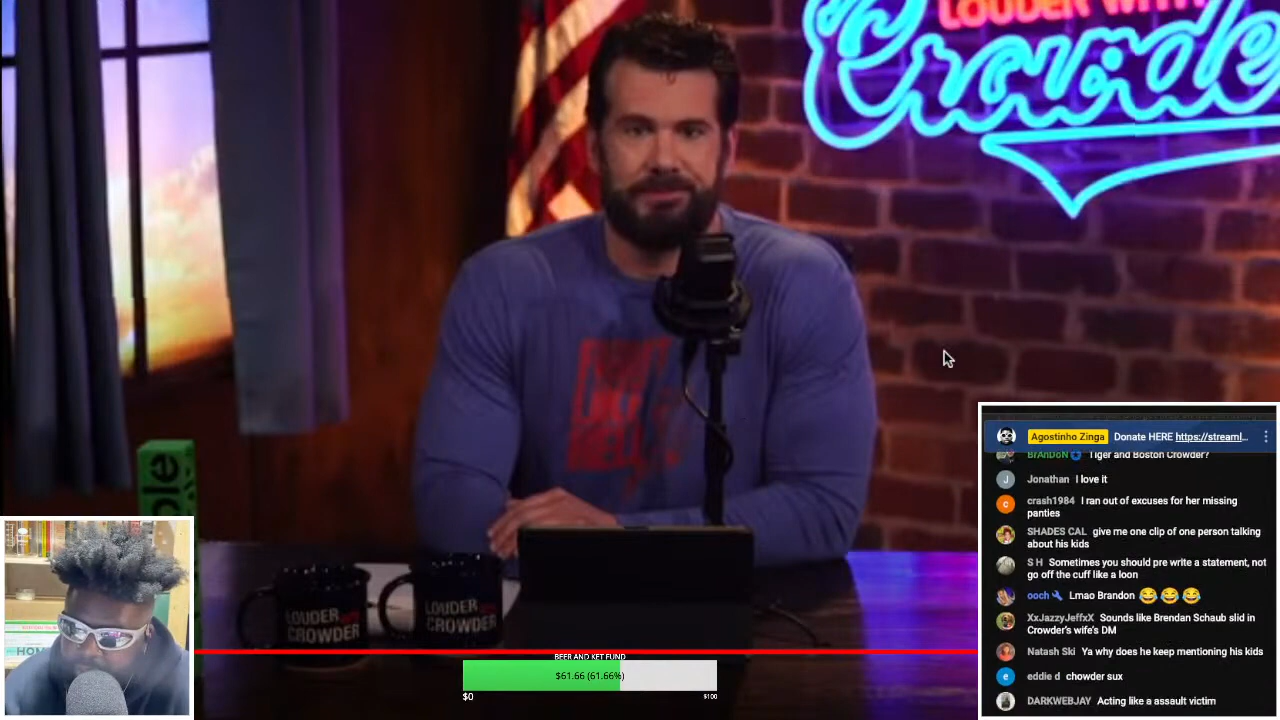 LOUDER WITH
Crowder
LOUDER WITH
CROWDER
LOUDER
CROWDER
BEER AND KET FUND
$61.66 (61.66%)
$0
$100
Agostinho Zinga Donate HERE https://streaml...
BrAnDoN Tiger and Boston Crowder?
Jonathan I love it
crash1984 I ran out of excuses for her missing
panties
SHADES CAL give me one clip of one person talking
about his kids
S H Sometimes you should pre write a statement, not
go off the cuff like a loon
ooch Lmao Brandon 😂😂😂
XxJazzyJeffxX Sounds like Brendan Schaub slid in
Crowder's wife's DM
Natash Ski Ya why does he keep mentioning his kids
eddie d chowder sux
DARKWEBJAY Acting like a assault victim